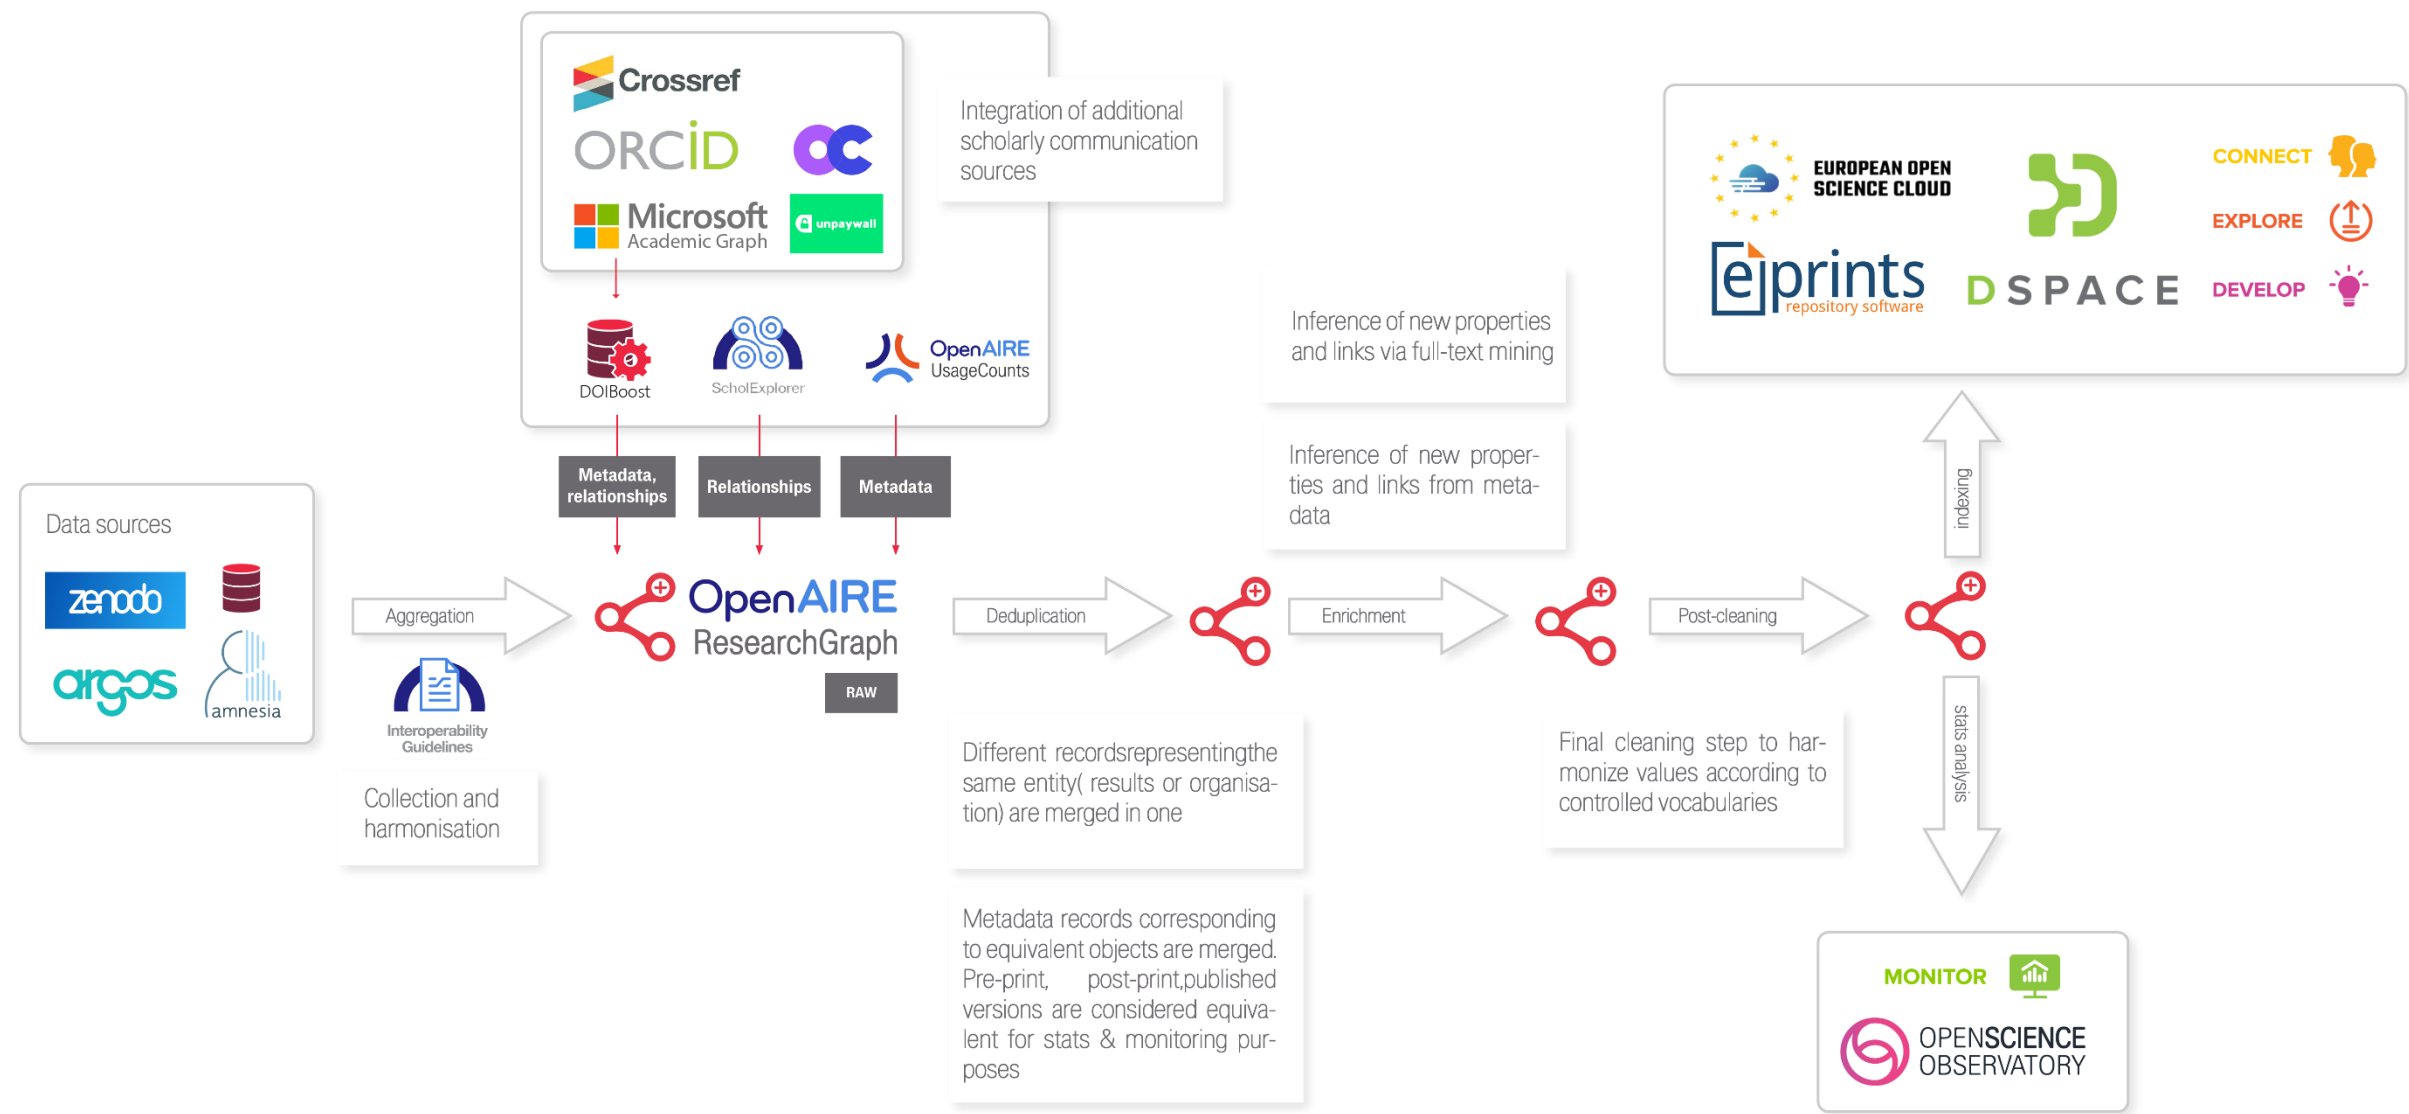 Crossref
ORCiD
OC
Microsoft
Academic Graph
unpaywall
Integration of additional
scholarly communication
sources
DOIBoost
ScholExplorer
OpenAIRE
UsageCounts
Metadata,
relationships
Relationships
Metadata
Data sources
zenodo
argos
amnesia
Aggregation
Interoperability
Guidelines
Collection and
harmonisation
OpenAIRE
ResearchGraph
RAW
Deduplication
Different recordsrepresentingthe
same entity( results or organisa-
tion) are merged in one
Metadata records corresponding
to equivalent objects are merged.
Pre-print, post-print,published
versions are considered equiva-
lent for stats & monitoring pur-
poses
Inference of new properties
and links via full-text mining
Inference of new proper-
ties and links from meta-
data
Enrichment
Post-cleaning
Final cleaning step to har-
monize values according to
controlled vocabularies
indexing
EUROPEAN OPEN
SCIENCE CLOUD
e|prints
repository software
D
DSPACE
CONNECT
EXPLORE
DEVELOP
stats analysis
MONITOR
OPENSCIENCE
OBSERVATORY